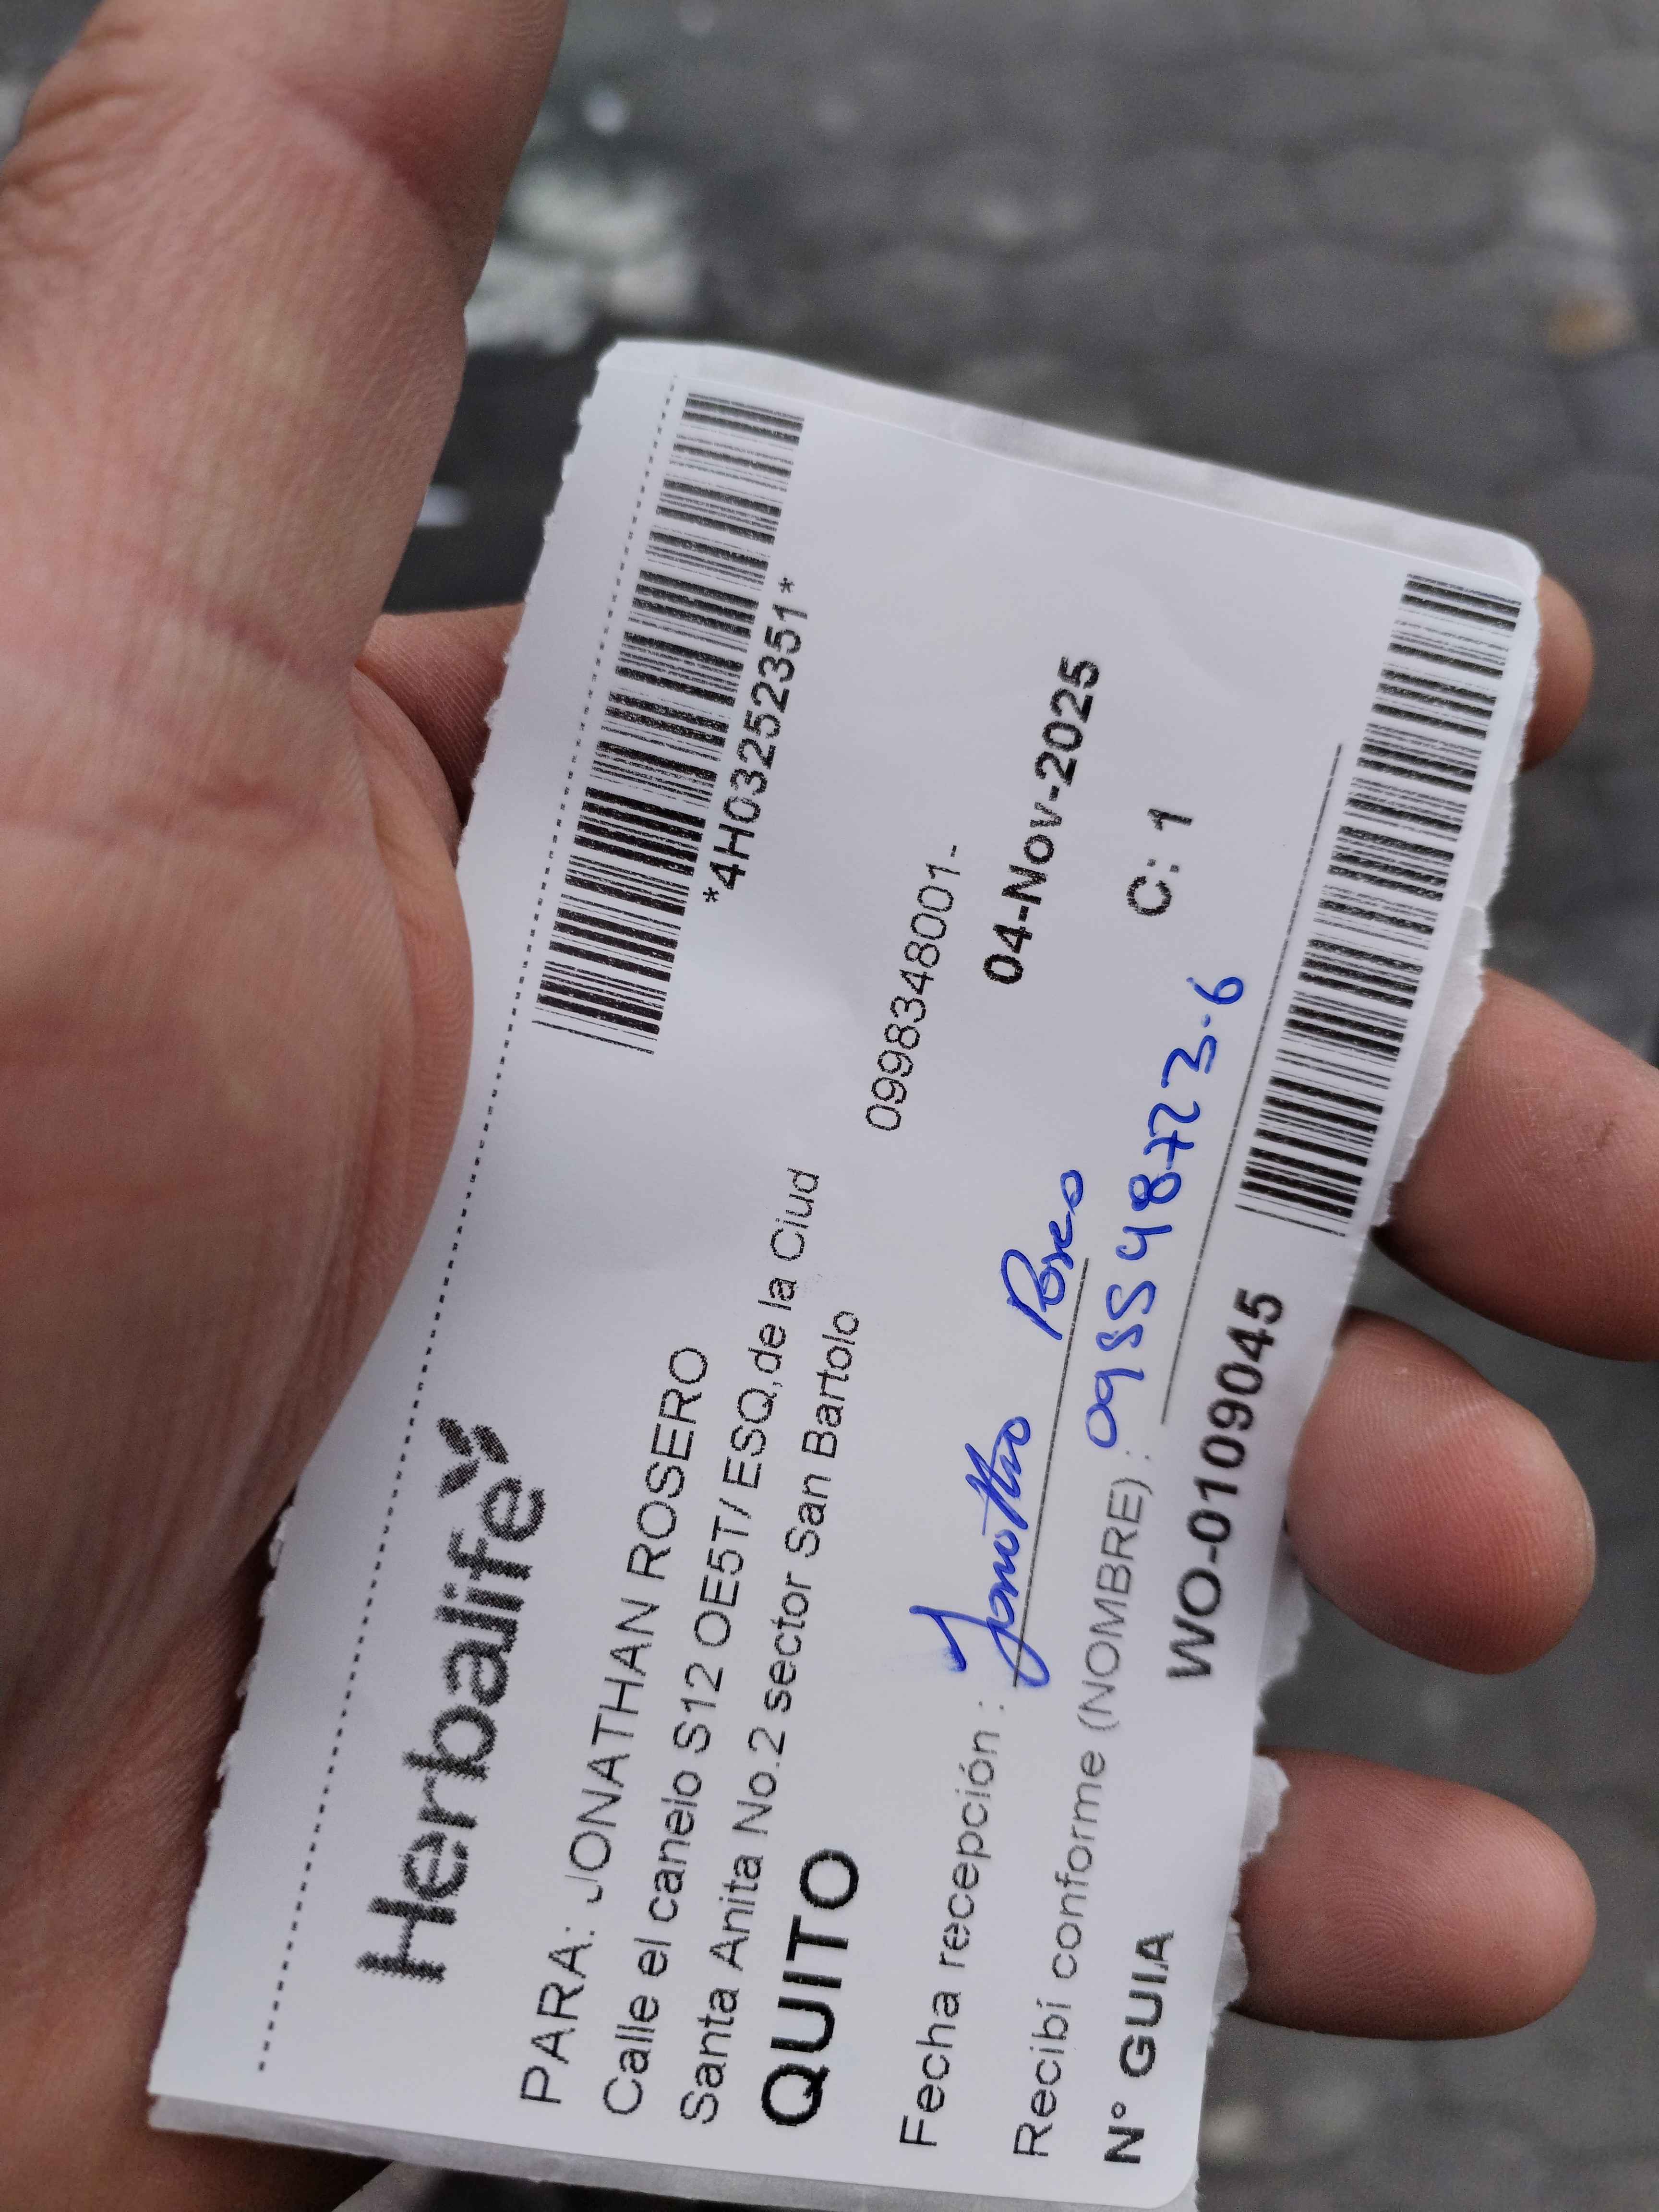 Herbalife
*4H03252351*
PARA: JONATHAN ROSERO
Calle el canelo S12 OE5T/ ESQ,de la Ciud
Santa Anita No.2 sector San Bartolo
QUITO
0998348001-
04-Nov-2025
Fecha recepción :
C: 1
Recibí conforme (NOMBRE) :
N° GUIA WO-0109045